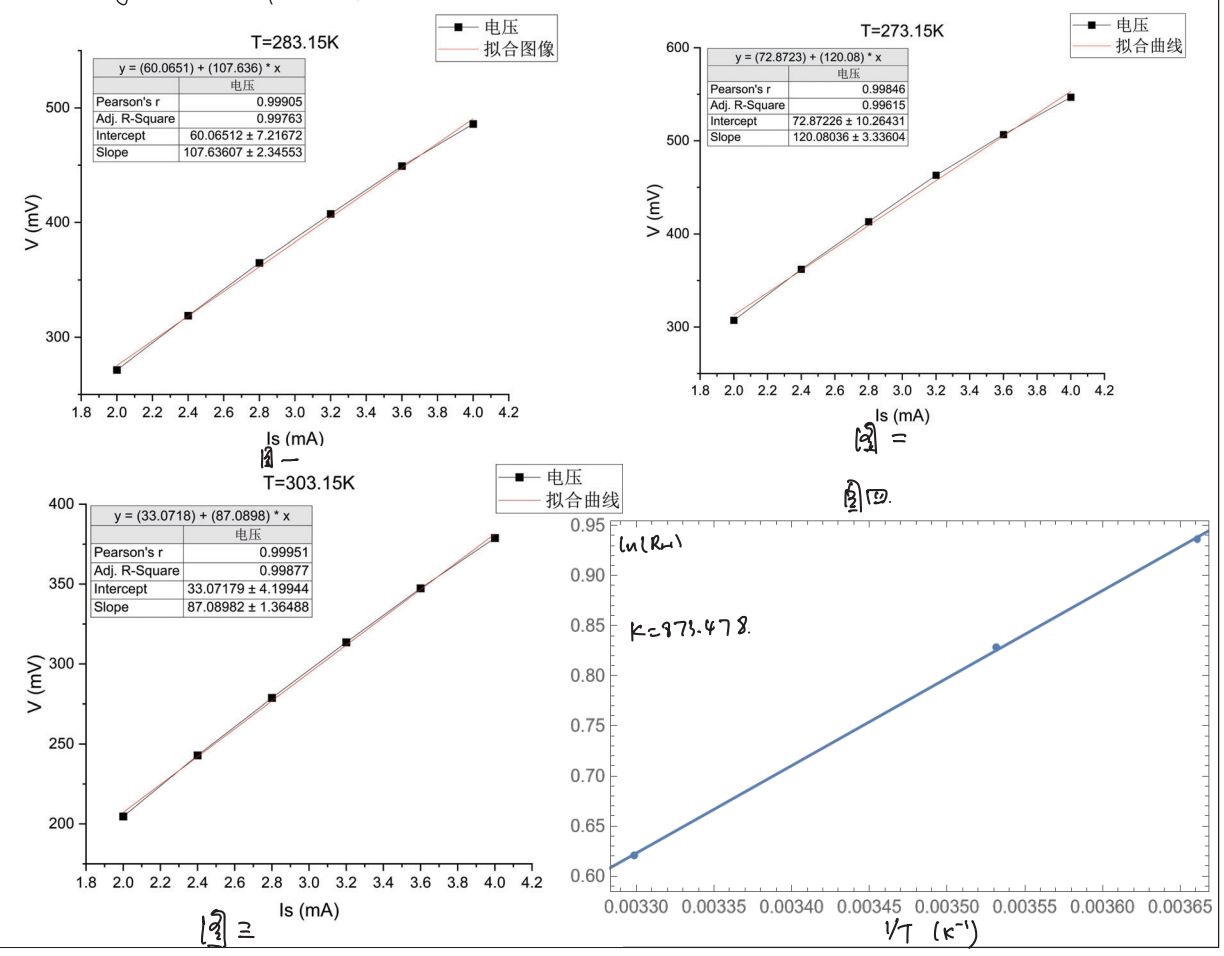 T=283.15K
电压
拟合图像
y = (60.0651) + (107.636) * x
电压
Pearson's r 0.99905
Adj. R-Square 0.99763
Intercept 60.06512 ± 7.21672
Slope 107.63607 ± 2.34553
500
400
300
V (mV)
1.8 2.0 2.2 2.4 2.6 2.8 3.0 3.2 3.4 3.6 3.8 4.0 4.2
Is (mA)
图一
T=273.15K
电压
拟合曲线
y = (72.8723) + (120.08) * x
电压
Pearson's r 0.99846
Adj. R-Square 0.99615
Intercept 72.87226 ± 10.26431
Slope 120.08036 ± 3.33604
600
500
400
300
V (mV)
1.8 2.0 2.2 2.4 2.6 2.8 3.0 3.2 3.4 3.6 3.8 4.0 4.2
Is (mA)
图二
T=303.15K
电压
拟合曲线
y = (33.0718) + (87.0898) * x
电压
Pearson's r 0.99951
Adj. R-Square 0.99877
Intercept 33.07179 ± 4.19944
Slope 87.08982 ± 1.36488
400
350
300
250
200
V (mV)
1.8 2.0 2.2 2.4 2.6 2.8 3.0 3.2 3.4 3.6 3.8 4.0 4.2
Is (mA)
图三
图四.
ln(RH)
K=873.478.
0.95
0.90
0.85
0.80
0.75
0.70
0.65
0.60
0.00330 0.00335 0.00340 0.00345 0.00350 0.00355 0.00360 0.00365
1/T (K⁻¹)